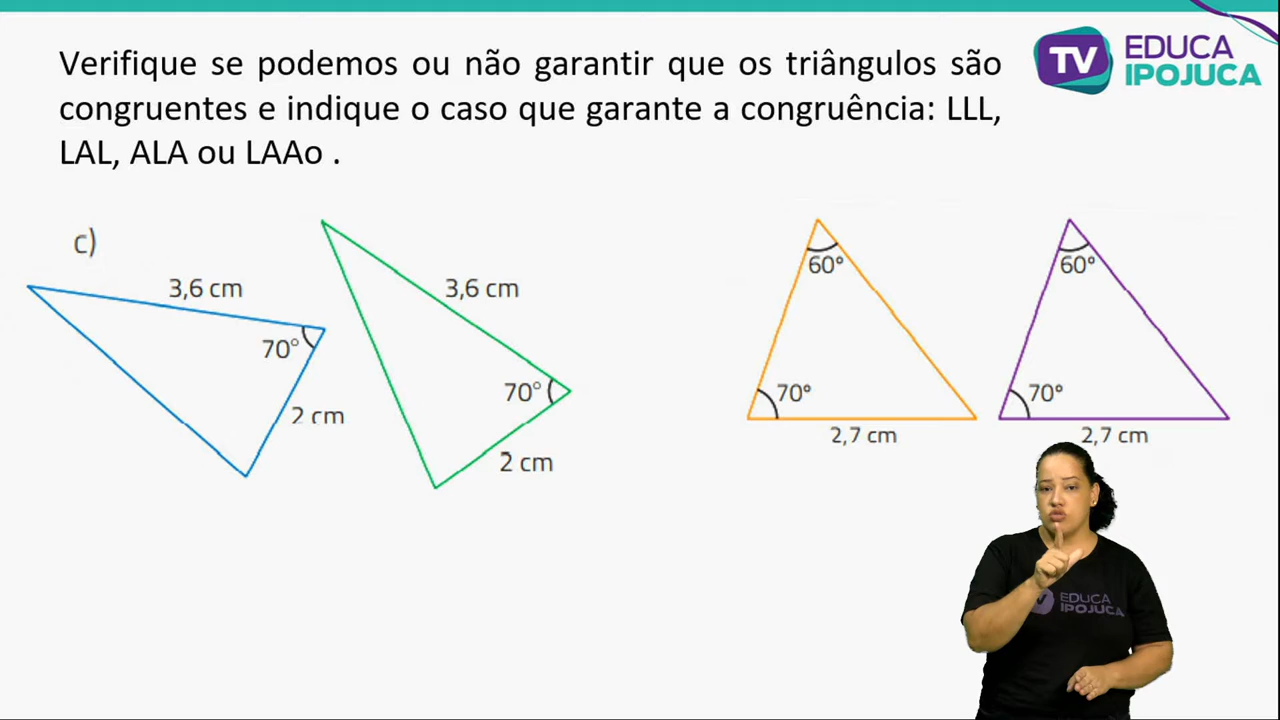 Verifique se podemos ou não garantir que os triângulos são
congruentes e indique o caso que garante a congruência: LLL,
LAL, ALA ou LAAo .
TV EDUCA
IPOJUCA
c)
3,6 cm
70°
2 cm
3,6 cm
70°
2 cm
60°
70°
2,7 cm
60°
70°
2,7 cm
EDUCA
IPOJUCA